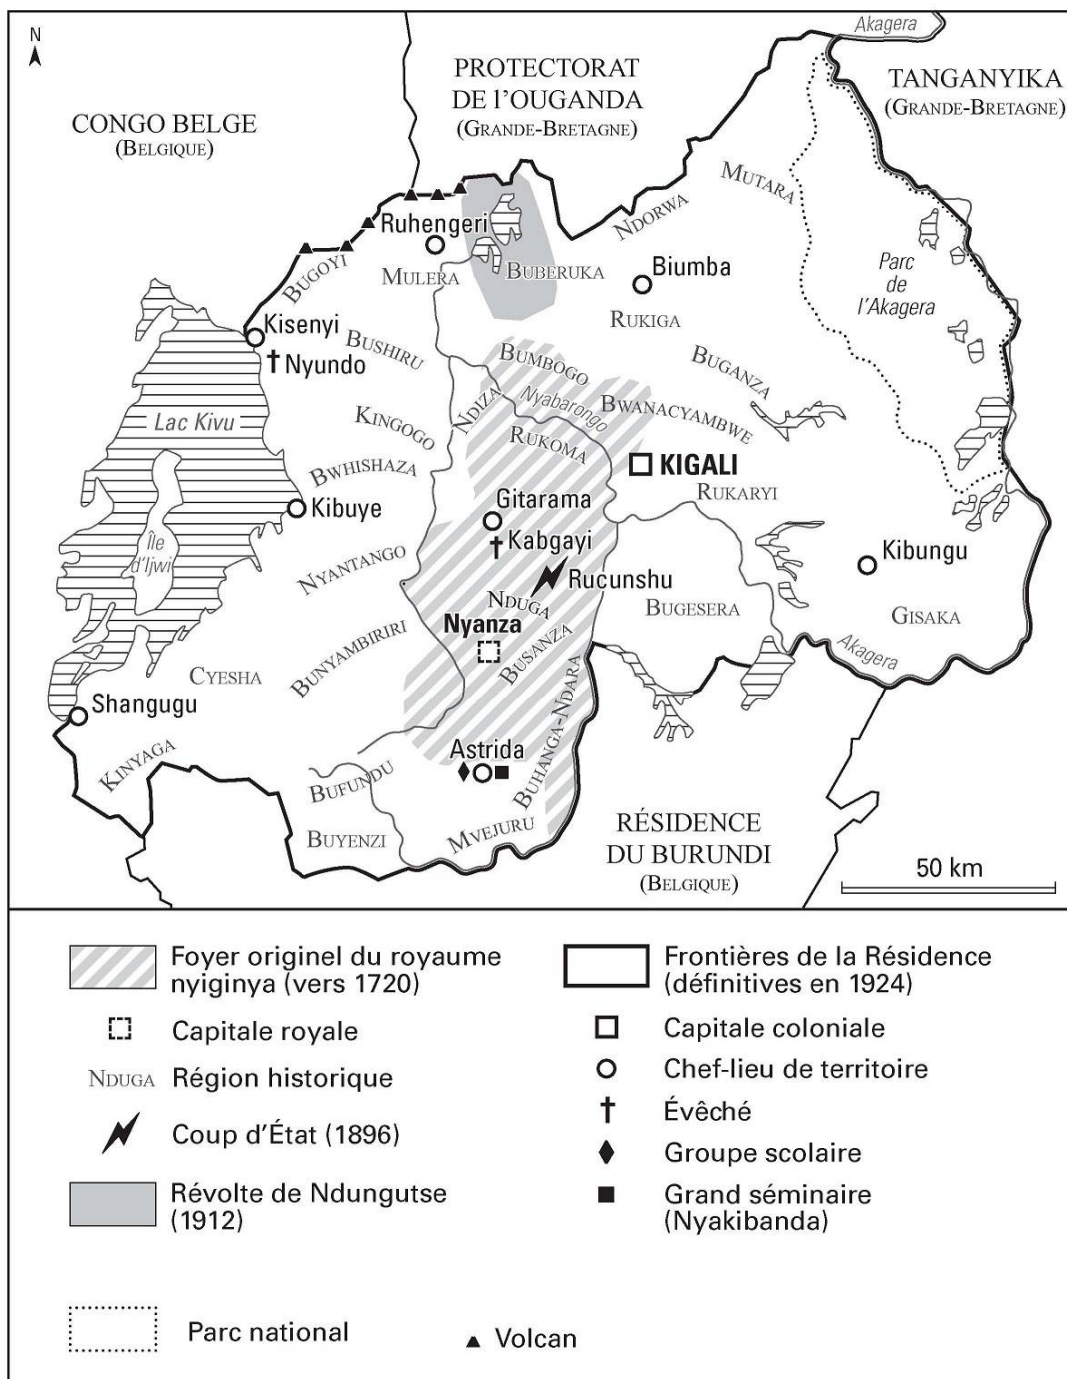 N
Akagera
PROTECTORAT
DE l'OUGANDA
(GRANDE-BRETAGNE)
TANGANYIKA
(GRANDE-BRETAGNE)
CONGO BELGE
(BELGIQUE)
MUTARA
NDORWA
Ruhengeri
BUGOYI
MULERA
BUBERUKA
Biumba
Parc
de
l'Akagera
RUKIGA
Kisenyi
Nyundo
BUSHIRU
BUMBOGO
BUGANZA
NDIZA
Nyabarongo
BWANACYAMBWE
Lac Kivu
KINGOGO
RUKOMA
KIGALI
BWHISHAZA
RUKARYI
Gitarama
Kibuye
Kabgayi
Île
d'Ijwi
Kibungu
NYANTANGO
Rucunshu
NDUGA
BUGESERA
GISAKA
Nyanza
BUSANZA
BUNYAMBIRIRI
Akagera
CYESHA
Shangugu
BUHANGA-NDARA
Astrida
KINYAGA
BUFUNDU
MVEJURU
BUYENZI
RÉSIDENCE
DU BURUNDI
(BELGIQUE)
50 km
Foyer originel du royaume
nyiginya (vers 1720)
Capitale royale
NDUGA Région historique
Coup d'État (1896)
Révolte de Ndungutse
(1912)
Parc national
Volcan
Frontières de la Résidence
(définitives en 1924)
Capitale coloniale
Chef-lieu de territoire
Évêché
Groupe scolaire
Grand séminaire
(Nyakibanda)